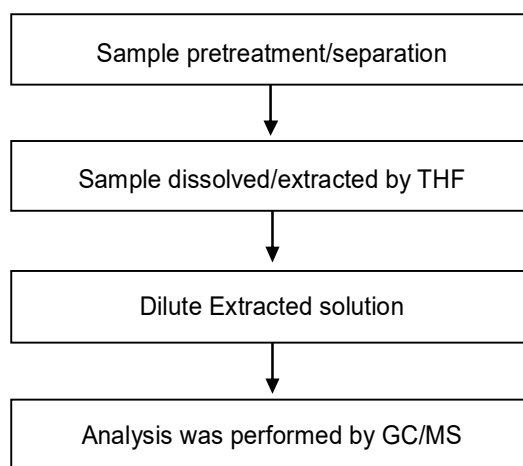 Sample pretreatment/separation
Sample dissolved/extracted by THF
Dilute Extracted solution
Analysis was performed by GC/MS